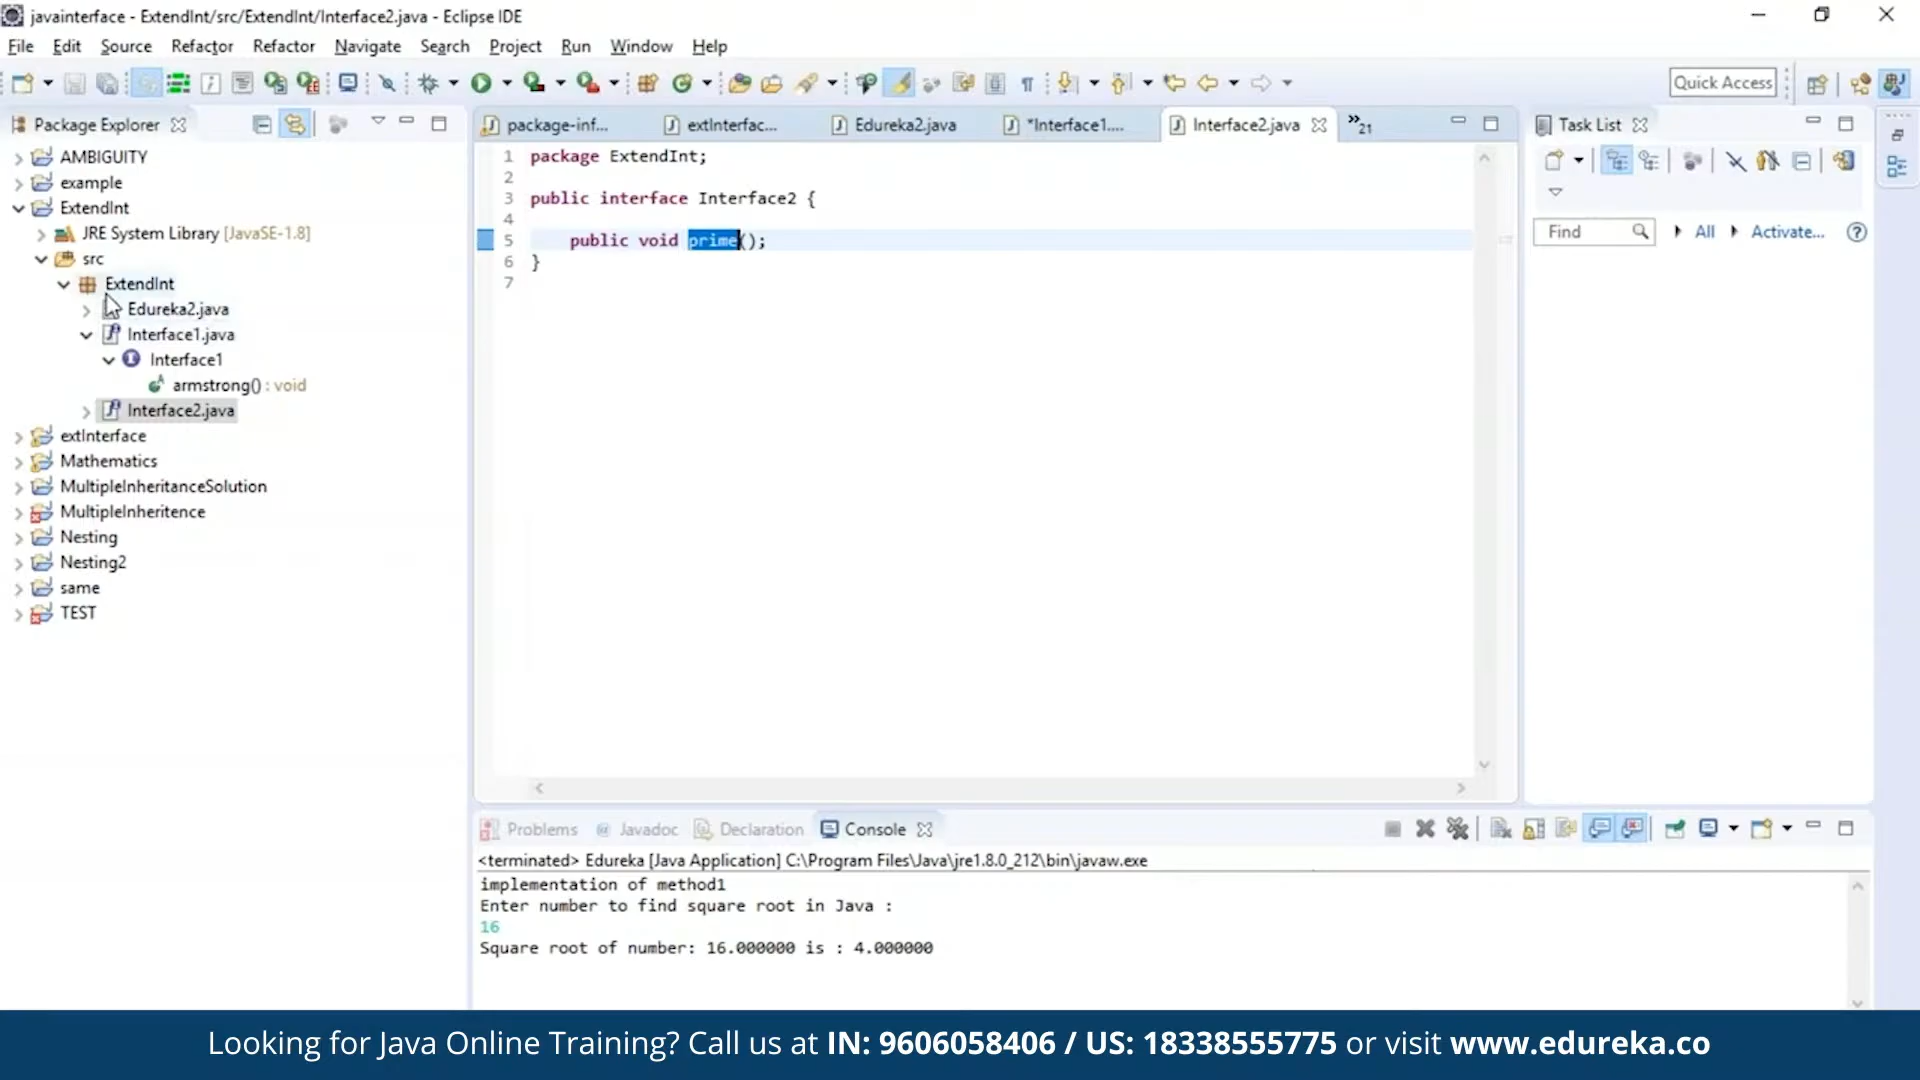 javainterface - ExtendInt/src/ExtendInt/Interface2.java - Eclipse IDE
File Edit Source Refactor Refactor Navigate Search Project Run Window Help
Quick Access
Package Explorer
AMBIGUITY
example
ExtendInt
JRE System Library [JavaSE-1.8]
src
ExtendInt
Edureka2.java
Interface1.java
Interface1
armstrong() : void
Interface2.java
extInterface
Mathematics
MultipleInheritanceSolution
MultipleInheritence
Nesting
Nesting2
same
TEST
package-inf... extInterfac... Edureka2.java *Interface1.... Interface2.java »21
1 package ExtendInt;
2
3 public interface Interface2 {
4
5 public void prime();
6 }
7
Task List
Find All Activate...
Problems @ Javadoc Declaration Console
<terminated> Edureka [Java Application] C:\Program Files\Java\jre1.8.0_212\bin\javaw.exe
implementation of method1
Enter number to find square root in Java :
16
Square root of number: 16.000000 is : 4.000000
Looking for Java Online Training? Call us at IN: 9606058406 / US: 18338555775 or visit www.edureka.co